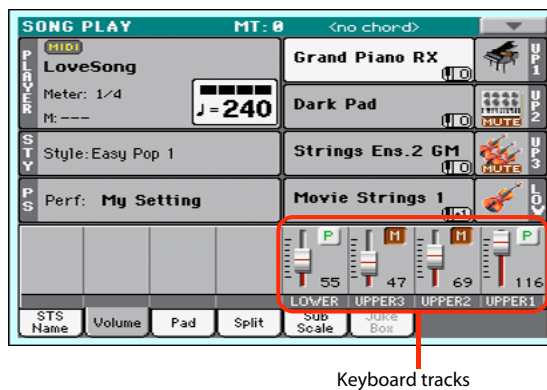 SONG PLAY MT: 0 <no chord>
PLAYER
MIDI
LoveSong
Meter: 1/4
M: ---
♩=240
STY
Style: Easy Pop 1
PS
Perf: My Setting
Grand Piano RX
0
UP1
Dark Pad
0
MUTE
UP2
Strings Ens.2 GM
0
MUTE
UP3
Movie Strings 1
LOW
P 55
M 47
M 69
P 116
LOWER UPPER3 UPPER2 UPPER1
STS Name
Volume
Pad
Split
Sub Scale
Juke Box
Keyboard tracks